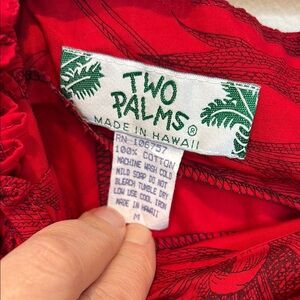 TWO
PALMS®
MADE IN HAWAII
RN 106757
100% COTTON
MACHINE WASH COLD
MILD SOAP DO NOT
BLEACH TUMBLE DRY
LOW USE COOL IRON
MADE IN HAWAII
M